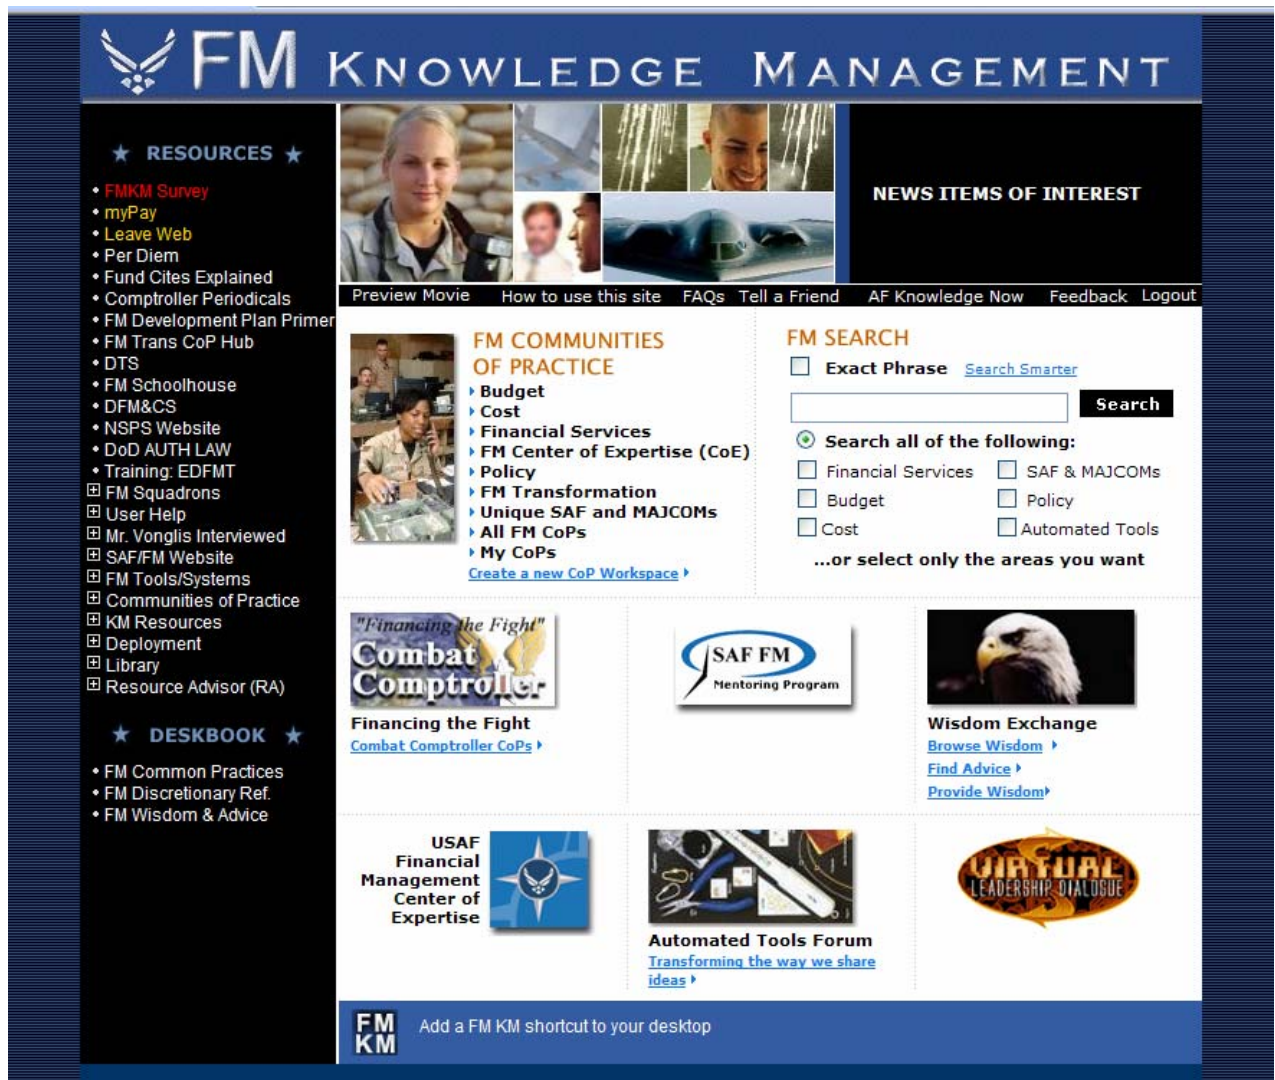 FM KNOWLEDGE MANAGEMENT
RESOURCES
FMKM Survey
myPay
Leave Web
Per Diem
Fund Cites Explained
Comptroller Periodicals
FM Development Plan Primer
FM Trans CoP Hub
DTS
FM Schoolhouse
DFM&CS
NSPS Website
DoD AUTH LAW
Training: EDFMT
FM Squadrons
User Help
Mr. Vonglis Interviewed
SAF/FM Website
FM Tools/Systems
Communities of Practice
KM Resources
Deployment
Library
Resource Advisor (RA)
DESKBOOK
FM Common Practices
FM Discretionary Ref.
FM Wisdom & Advice
NEWS ITEMS OF INTEREST
Preview Movie How to use this site FAQs Tell a Friend AF Knowledge Now Feedback Logout
FM COMMUNITIES
OF PRACTICE
Budget
Cost
Financial Services
FM Center of Expertise (CoE)
Policy
FM Transformation
Unique SAF and MAJCOMs
All FM CoPs
My CoPs
Create a new CoP Workspace
FM SEARCH
Exact Phrase Search Smarter
Search
Search all of the following:
Financial Services SAF & MAJCOMs
Budget Policy
Cost Automated Tools
...or select only the areas you want
"Financing the Fight"
Combat
Comptroller
Financing the Fight
Combat Comptroller CoPs
SAF FM
Mentoring Program
Wisdom Exchange
Browse Wisdom
Find Advice
Provide Wisdom
USAF
Financial
Management
Center of
Expertise
Automated Tools Forum
Transforming the way we share
ideas
VIRTUAL
LEADERSHIP DIALOGUE
FM
KM
Add a FM KM shortcut to your desktop